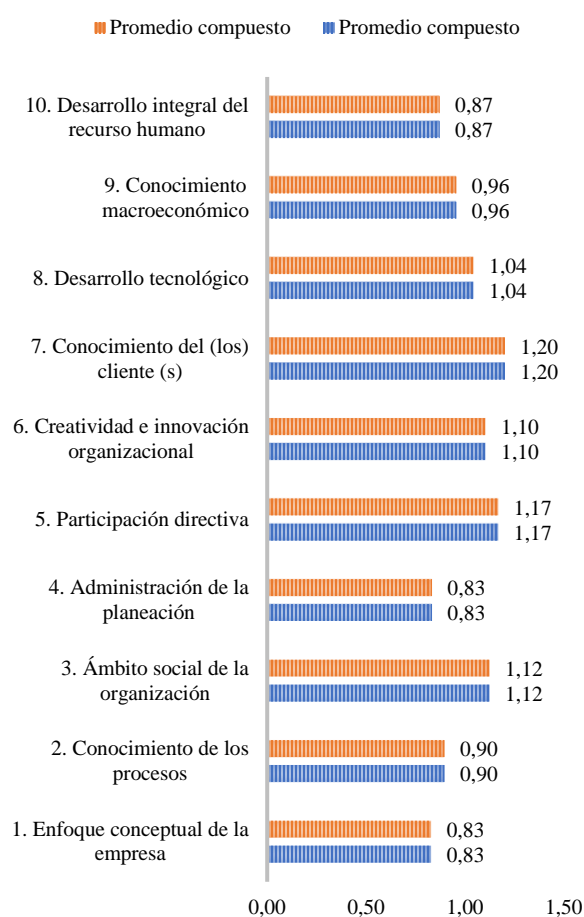 Promedio compuesto Promedio compuesto
10. Desarrollo integral del
recurso humano
0,87
0,87
9. Conocimiento
macroeconómico
0,96
0,96
8. Desarrollo tecnológico
1,04
1,04
7. Conocimiento del (los)
cliente (s)
1,20
1,20
6. Creatividad e innovación
organizacional
1,10
1,10
5. Participación directiva
1,17
1,17
4. Administración de la
planeación
0,83
0,83
3. Ámbito social de la
organización
1,12
1,12
2. Conocimiento de los
procesos
0,90
0,90
1. Enfoque conceptual de la
empresa
0,83
0,83
0,00 0,50 1,00 1,50